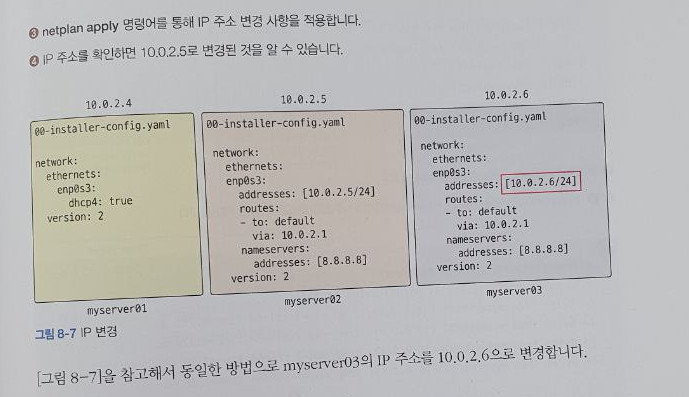 ❸ netplan apply 명령어를 통해 IP 주소 변경 사항을 적용합니다.
❹ IP 주소를 확인하면 10.0.2.5로 변경된 것을 알 수 있습니다.
10.0.2.4
00-installer-config.yaml
network:
ethernets:
enp0s3:
dhcp4: true
version: 2
myserver01
10.0.2.5
00-installer-config.yaml
network:
ethernets:
enp0s3:
addresses: [10.0.2.5/24]
routes:
- to: default
via: 10.0.2.1
nameservers:
addresses: [8.8.8.8]
version: 2
myserver02
10.0.2.6
00-installer-config.yaml
network:
ethernets:
enp0s3:
addresses: [10.0.2.6/24]
routes:
- to: default
via: 10.0.2.1
nameservers:
addresses: [8.8.8.8]
version: 2
myserver03
그림 8-7 IP 변경
[그림 8-7]을 참고해서 동일한 방법으로 myserver03의 IP 주소를 10.0.2.6으로 변경합니다.